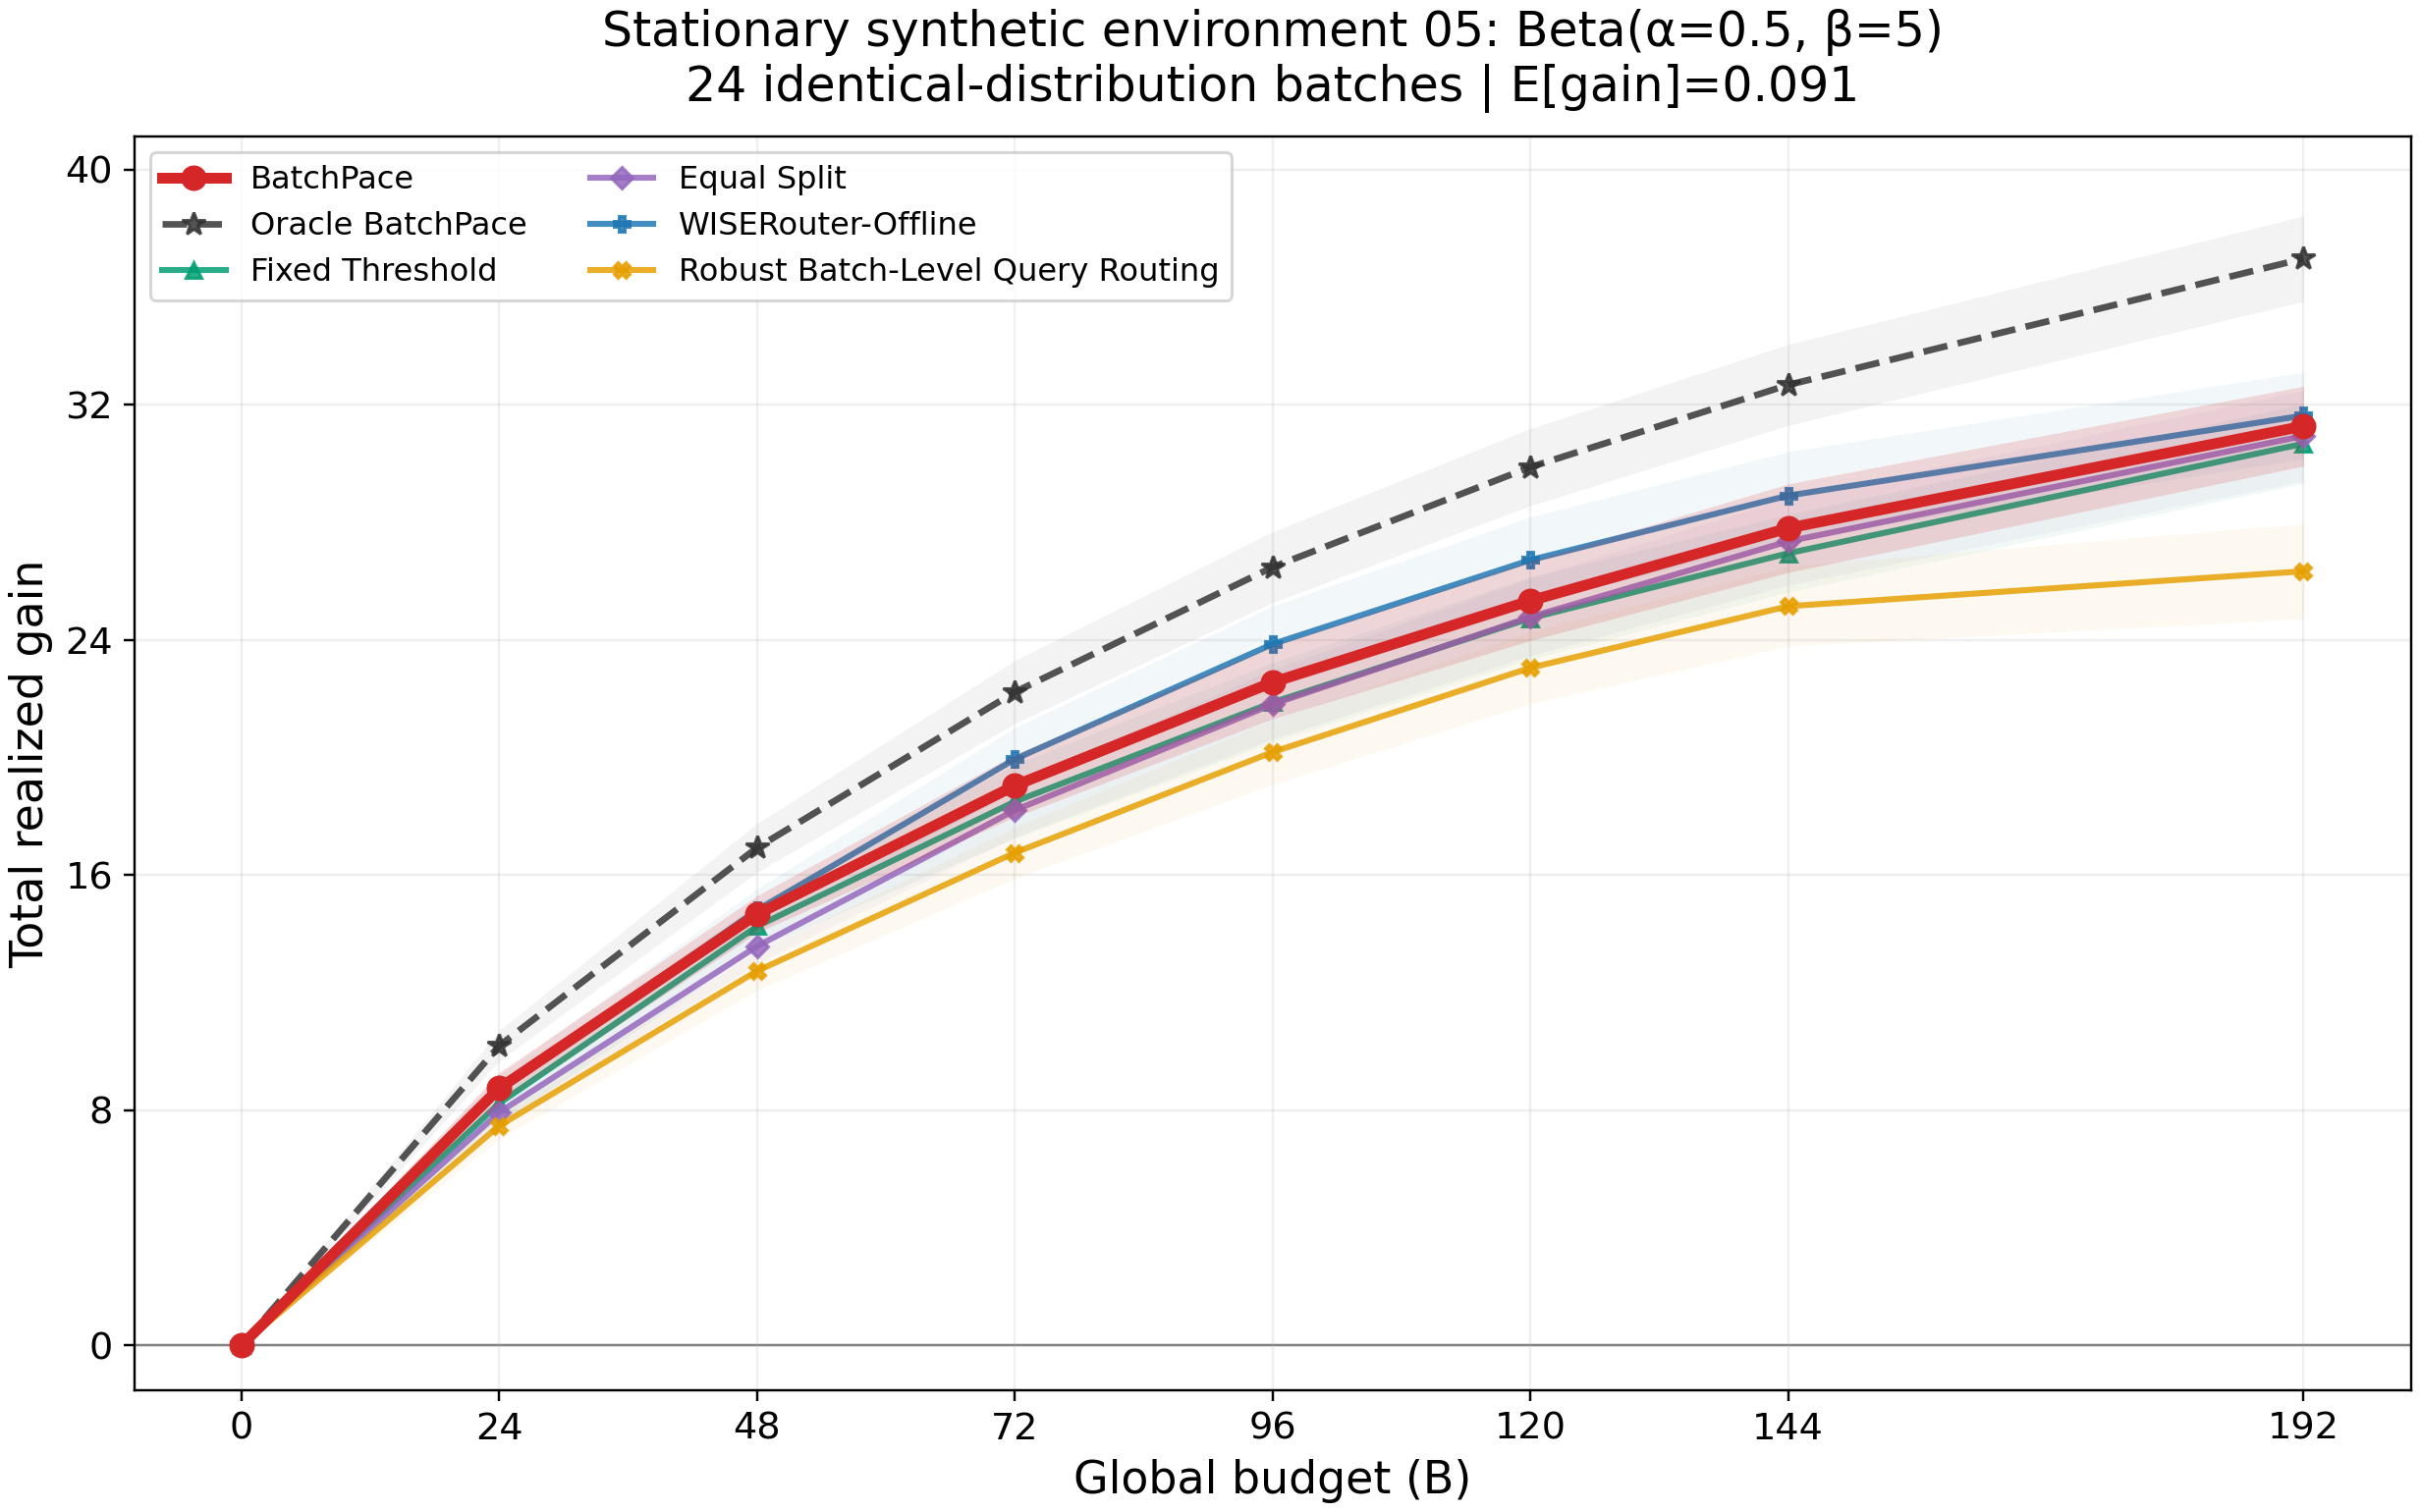 Stationary synthetic environment 05: Beta(α=0.5, β=5)
24 identical-distribution batches | E[gain]=0.091
BatchPace
Oracle BatchPace
Fixed Threshold
Equal Split
WISERouter-Offline
Robust Batch-Level Query Routing
Total realized gain
40
32
24
16
8
0
0 24 48 72 96 120 144 192
Global budget (B)